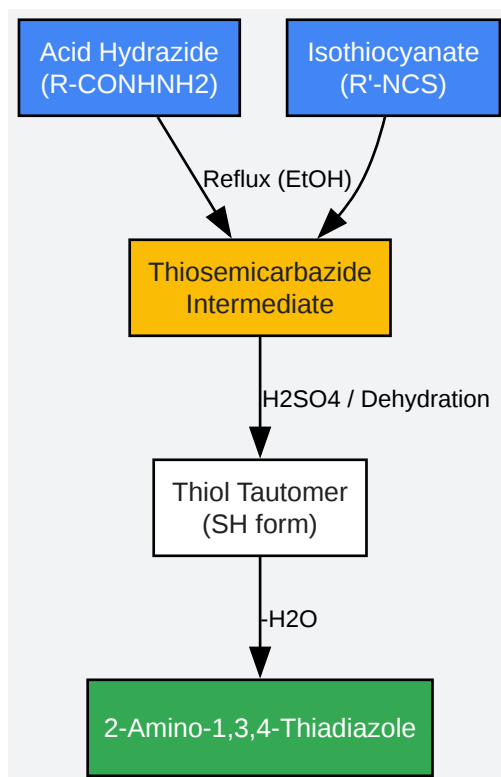 Acid Hydrazide
(R-CONHNH2)
Isothiocyanate
(R'-NCS)
Reflux (EtOH)
Thiosemicarbazide
Intermediate
H2SO4 / Dehydration
Thiol Tautomer
(SH form)
-H2O
2-Amino-1,3,4-Thiadiazole